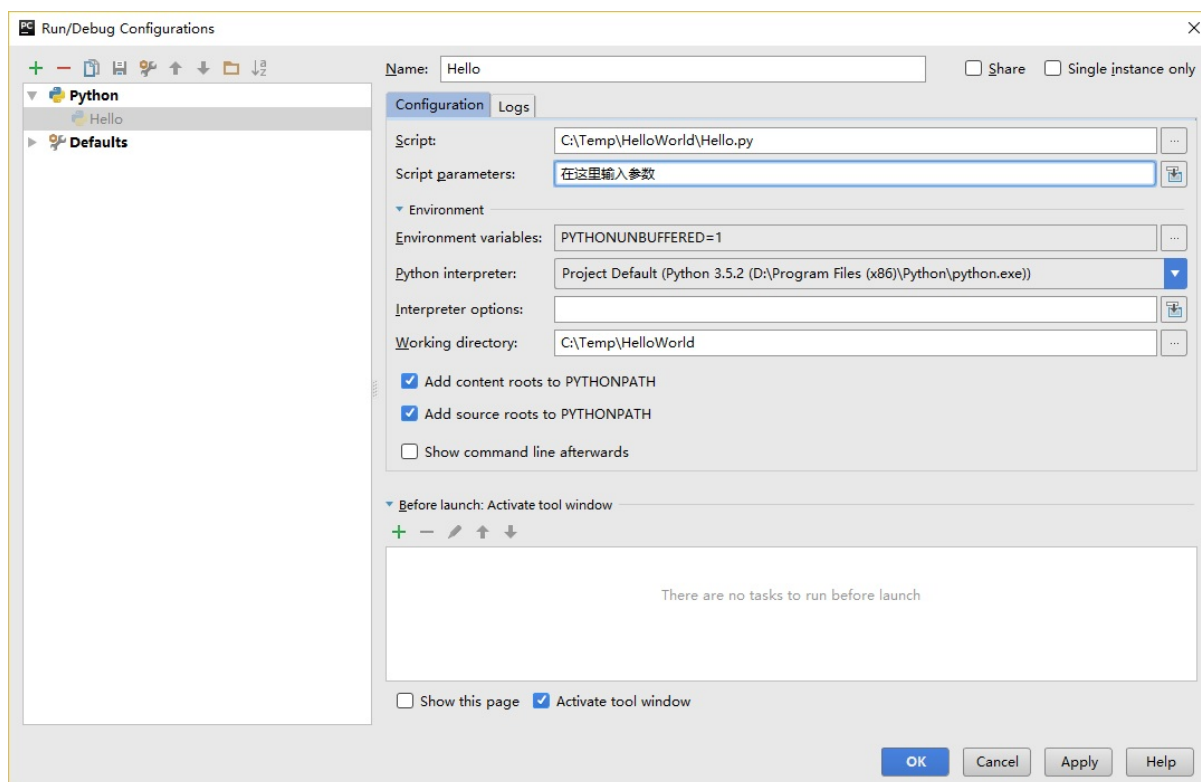 PC Run/Debug Configurations
Name: Hello
Share
Single instance only
Python
Hello
Defaults
Configuration
Logs
Script: C:\Temp\HelloWorld\Hello.py
Script parameters: 在这里输入参数
Environment
Environment variables: PYTHONUNBUFFERED=1
Python interpreter: Project Default (Python 3.5.2 (D:\Program Files (x86)\Python\python.exe))
Interpreter options:
Working directory: C:\Temp\HelloWorld
Add content roots to PYTHONPATH
Add source roots to PYTHONPATH
Show command line afterwards
Before launch: Activate tool window
There are no tasks to run before launch
Show this page
Activate tool window
OK
Cancel
Apply
Help